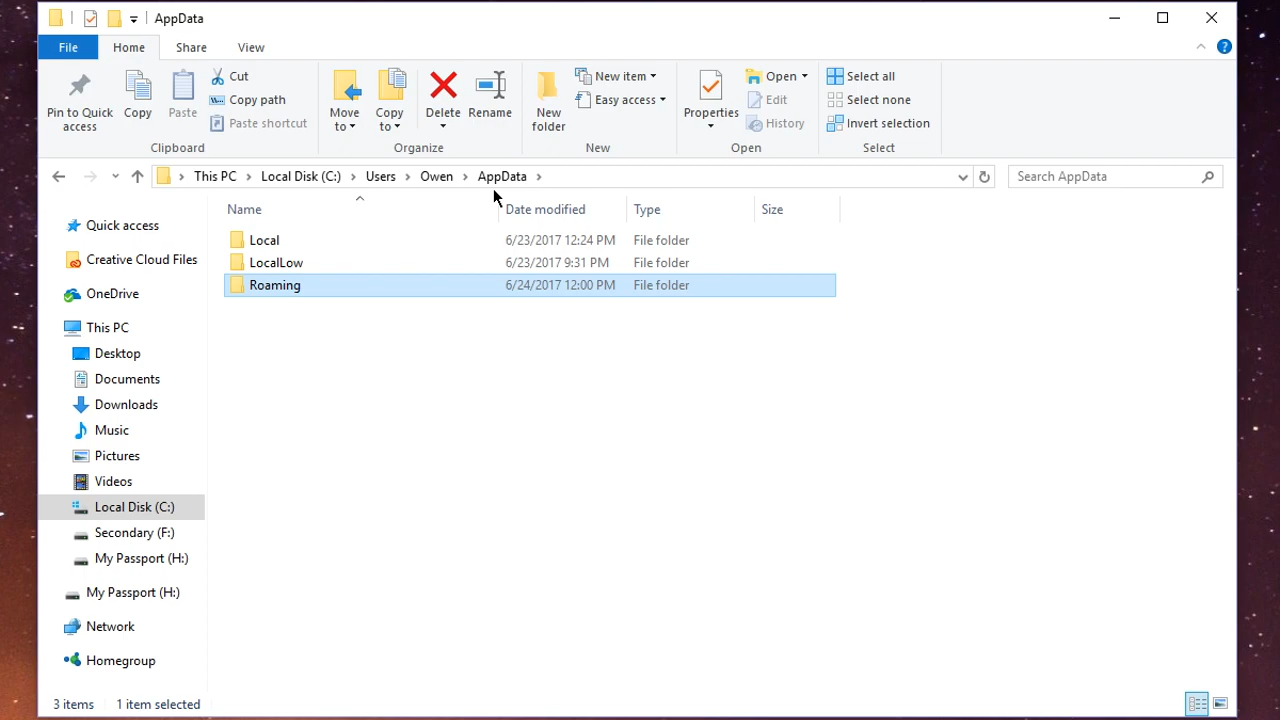 AppData
File Home Share View
Pin to Quick access
Copy
Paste
Cut
Copy path
Paste shortcut
Clipboard
Move to
Copy to
Delete
Rename
Organize
New folder
New item
Easy access
New
Properties
Open
Edit
History
Open
Select all
Select none
Invert selection
Select
This PC > Local Disk (C:) > Users > Owen > AppData >
Search AppData
Name Date modified Type Size
Local 6/23/2017 12:24 PM File folder
LocalLow 6/23/2017 9:31 PM File folder
Roaming 6/24/2017 12:00 PM File folder
Quick access
Creative Cloud Files
OneDrive
This PC
Desktop
Documents
Downloads
Music
Pictures
Videos
Local Disk (C:)
Secondary (F:)
My Passport (H:)
My Passport (H:)
Network
Homegroup
3 items 1 item selected